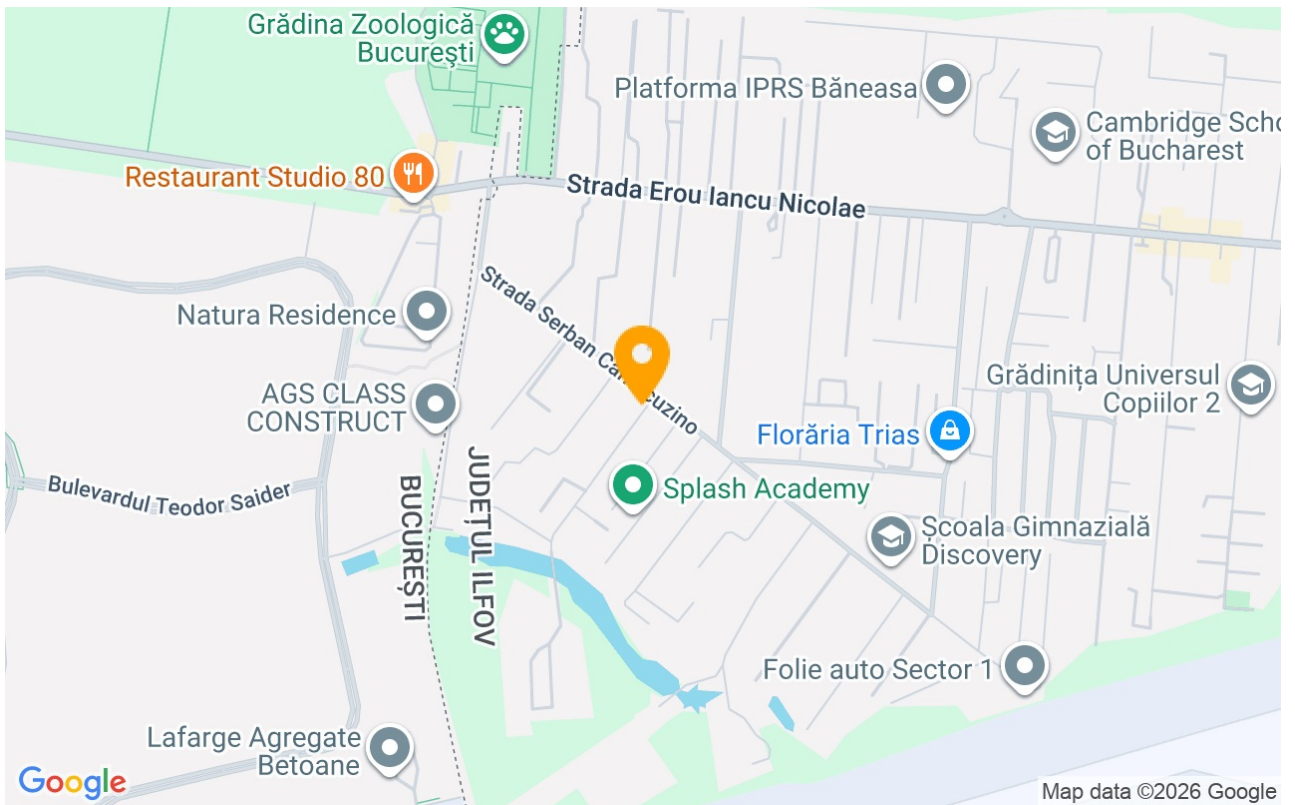 Grădina Zoologică
București
Platforma IPRS Băneasa
Cambridge Scho
of Bucharest
Restaurant Studio 80
Strada Erou Iancu Nicolae
Strada Serban Can
cuzino
Natura Residence
AGS CLASS
CONSTRUCT
Grădinița Universul
Copiilor 2
Florăria Trias
Bulevardul Teodor Saider
Splash Academy
JUDEȚUL ILFOV
BUCUREȘTI
Școala Gimnazială
Discovery
Folie auto Sector 1
Lafarge Agregate
Betoane
Google
Map data ©2026 Google